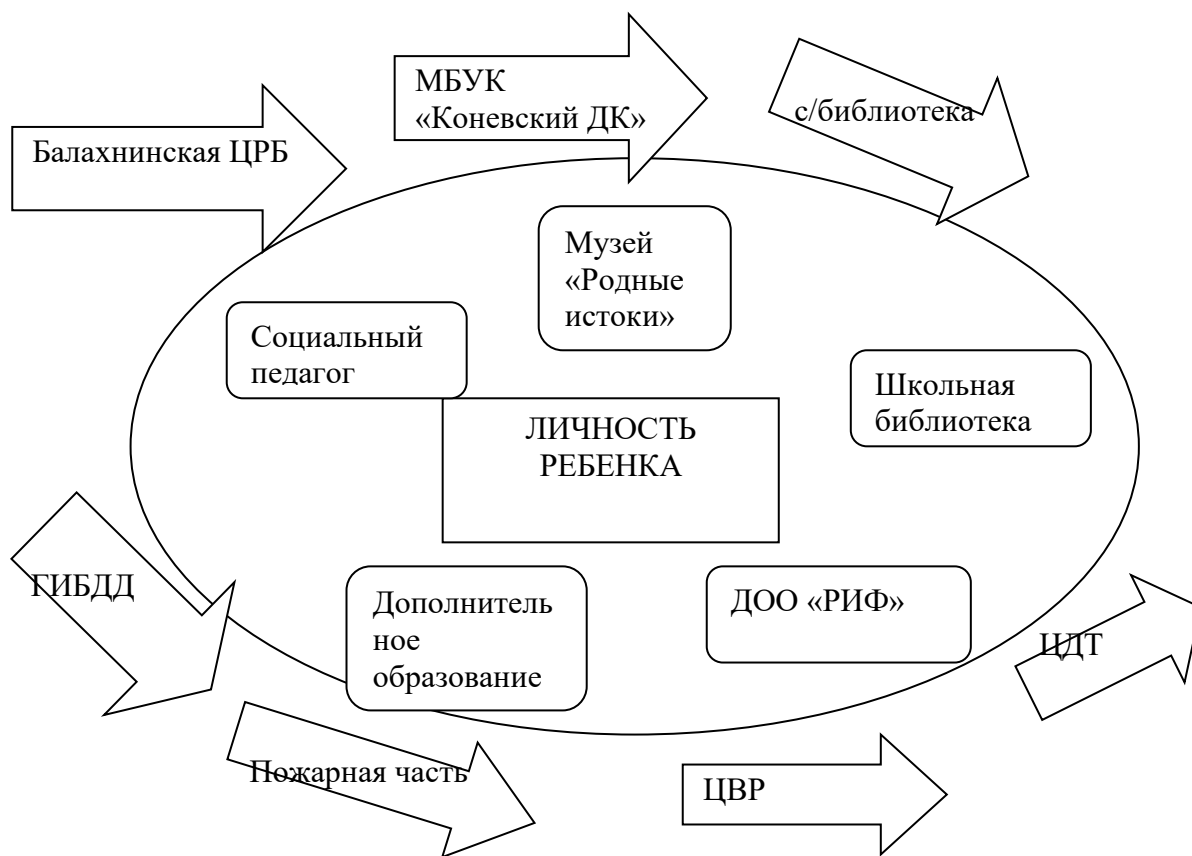 МБУК
«Коневский ДК»
с/библиотека
Балахнинская ЦРБ
Музей
«Родные
истоки»
Социальный
педагог
Школьная
библиотека
ЛИЧНОСТЬ
РЕБЕНКА
ГИБДД
Дополнитель
ное
образование
ДОО «РИФ»
ЦДТ
Пожарная часть
ЦВР